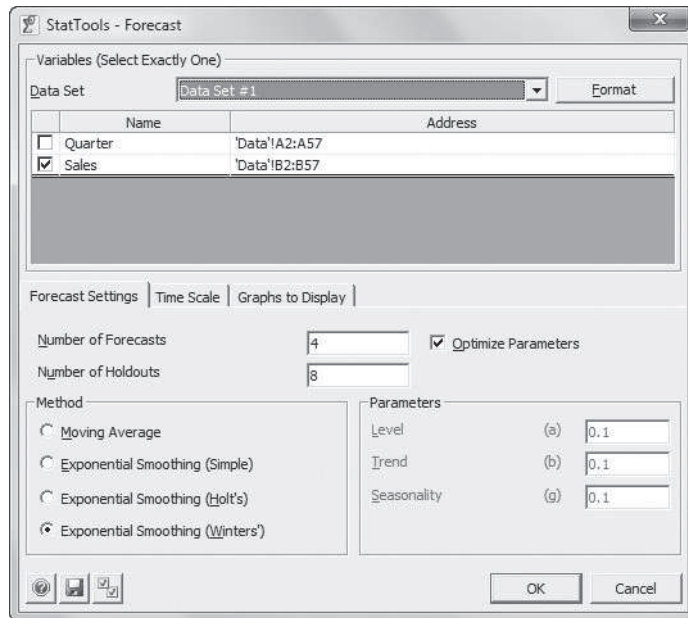 StatTools - Forecast
Variables (Select Exactly One)
Data Set
Data Set #1
Format
Name Address
Quarter 'Data'!A2:A57
Sales 'Data'!B2:B57
Forecast Settings Time Scale Graphs to Display
Number of Forecasts 4 Optimize Parameters
Number of Holdouts 8
Method
Moving Average
Exponential Smoothing (Simple)
Exponential Smoothing (Holt's)
Exponential Smoothing (Winters')
Parameters
Level (a) 0.1
Trend (b) 0.1
Seasonality (g) 0.1
OK Cancel